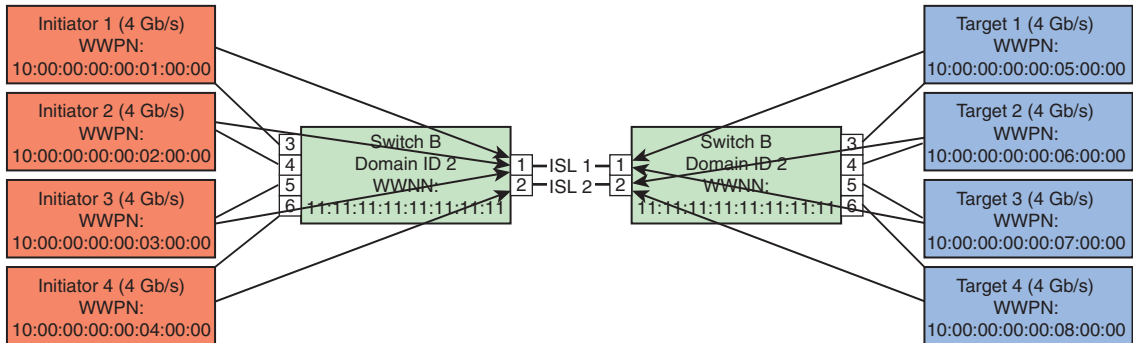 Initiator 1 (4 Gb/s)
WWPN:
10:00:00:00:00:01:00:00
Initiator 2 (4 Gb/s)
WWPN:
10:00:00:00:00:02:00:00
Initiator 3 (4 Gb/s)
WWPN:
10:00:00:00:00:03:00:00
Initiator 4 (4 Gb/s)
WWPN:
10:00:00:00:00:04:00:00
3
4
5
6
Switch B
Domain ID 2
WWNN:
11:11:11:11:11:11:11:11
1
2
ISL 1
ISL 2
1
2
Switch B
Domain ID 2
WWNN:
11:11:11:11:11:11:11:11
3
4
5
6
Target 1 (4 Gb/s)
WWPN:
10:00:00:00:00:05:00:00
Target 2 (4 Gb/s)
WWPN:
10:00:00:00:00:06:00:00
Target 3 (4 Gb/s)
WWPN:
10:00:00:00:00:07:00:00
Target 4 (4 Gb/s)
WWPN:
10:00:00:00:00:08:00:00